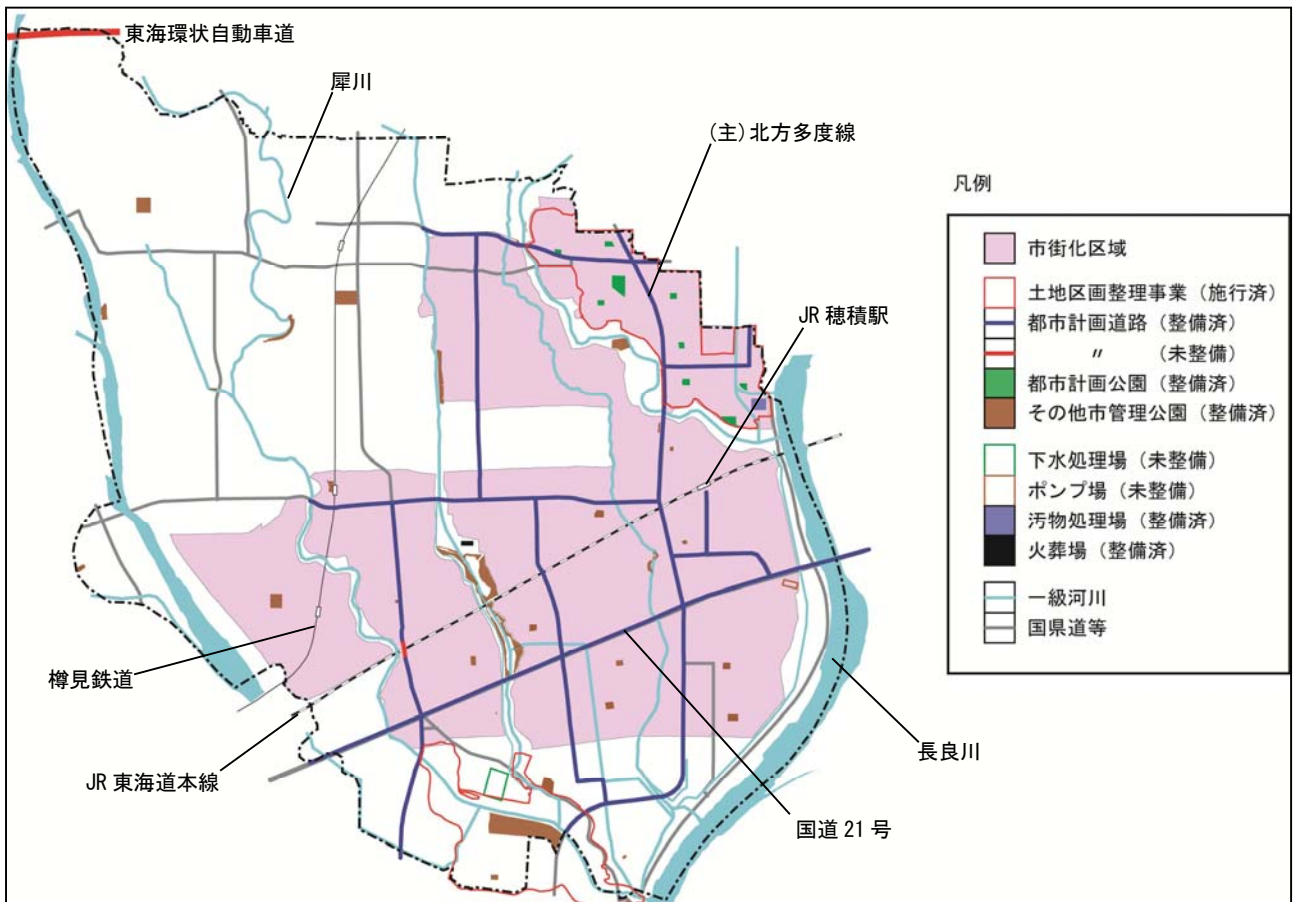 東海環状自動車道
犀川
(主)北方多度線
JR 穂積駅
樽見鉄道
JR 東海道本線
長良川
国道 21 号
凡例
市街化区域
土地区画整理事業(施行済)
都市計画道路(整備済)
〃 (未整備)
都市計画公園(整備済)
その他市管理公園(整備済)
下水処理場(未整備)
ポンプ場(未整備)
汚物処理場(整備済)
火葬場(整備済)
一級河川
国県道等